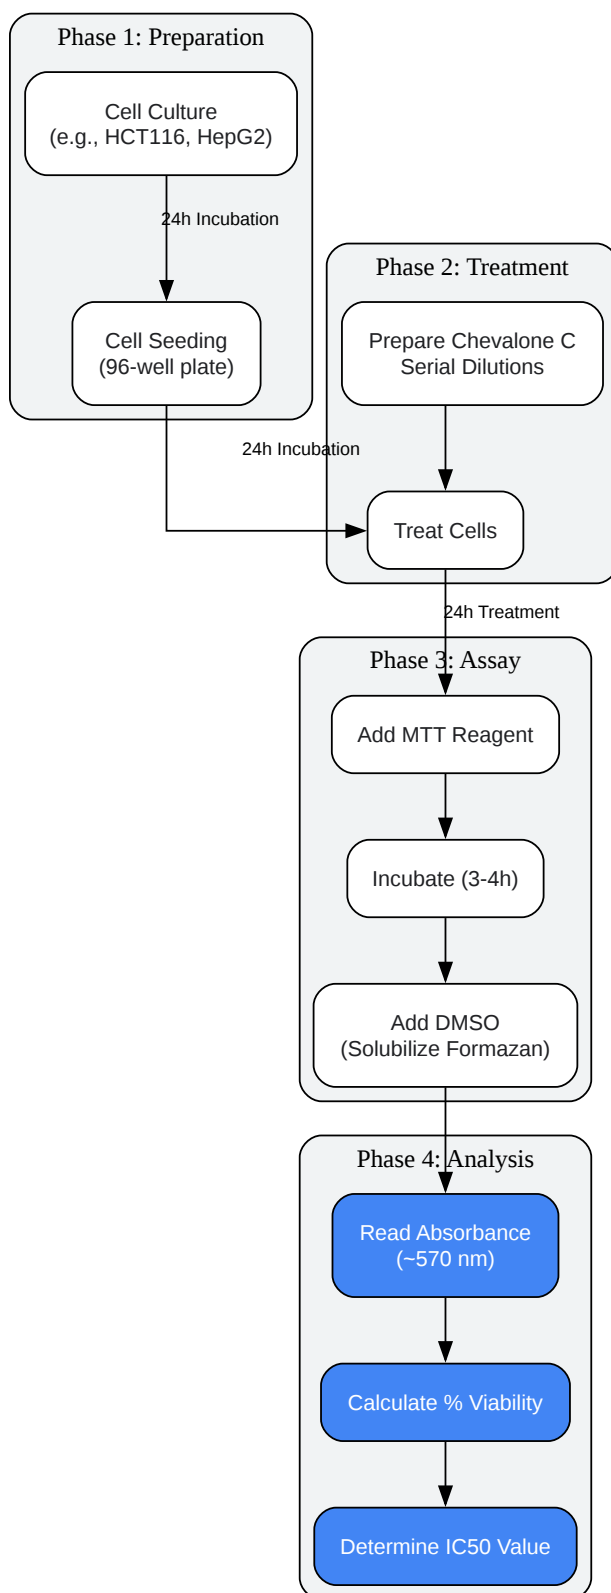 Phase 1: Preparation
Cell Culture
(e.g., HCT116, HepG2)
24h Incubation
Cell Seeding
(96-well plate)
24h Incubation
Phase 2: Treatment
Prepare Chevalone C
Serial Dilutions
Treat Cells
24h Treatment
Phase 3: Assay
Add MTT Reagent
Incubate (3-4h)
Add DMSO
(Solubilize Formazan)
Phase 4: Analysis
Read Absorbance
(~570 nm)
Calculate % Viability
Determine IC50 Value